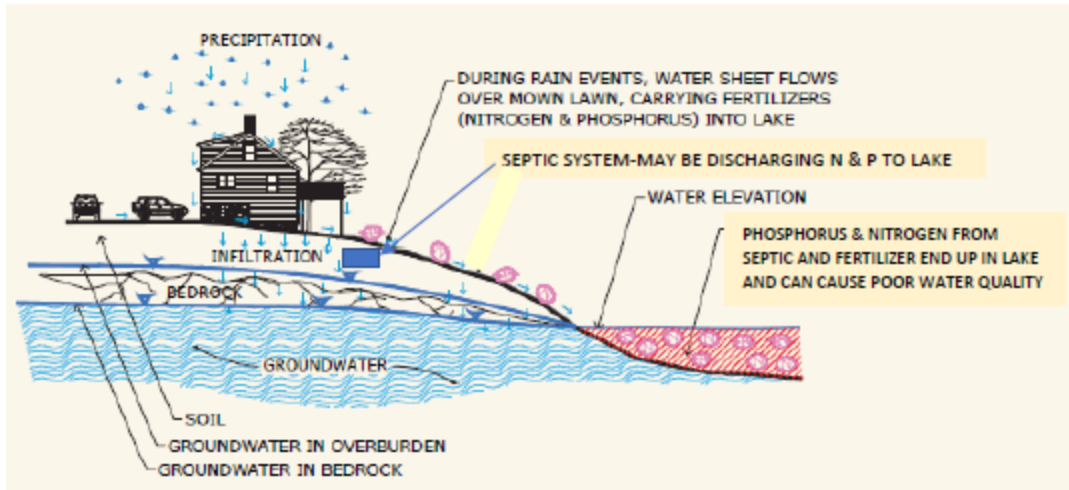 PRECIPITATION
DURING RAIN EVENTS, WATER SHEET FLOWS
OVER MOWN LAWN, CARRYING FERTILIZERS
(NITROGEN & PHOSPHORUS) INTO LAKE
SEPTIC SYSTEM-MAY BE DISCHARGING N & P TO LAKE
WATER ELEVATION
PHOSPHORUS & NITROGEN FROM
SEPTIC AND FERTILIZER END UP IN LAKE
AND CAN CAUSE POOR WATER QUALITY
INFILTRATION
BEDROCK
GROUNDWATER
SOIL
GROUNDWATER IN OVERBURDEN
GROUNDWATER IN BEDROCK